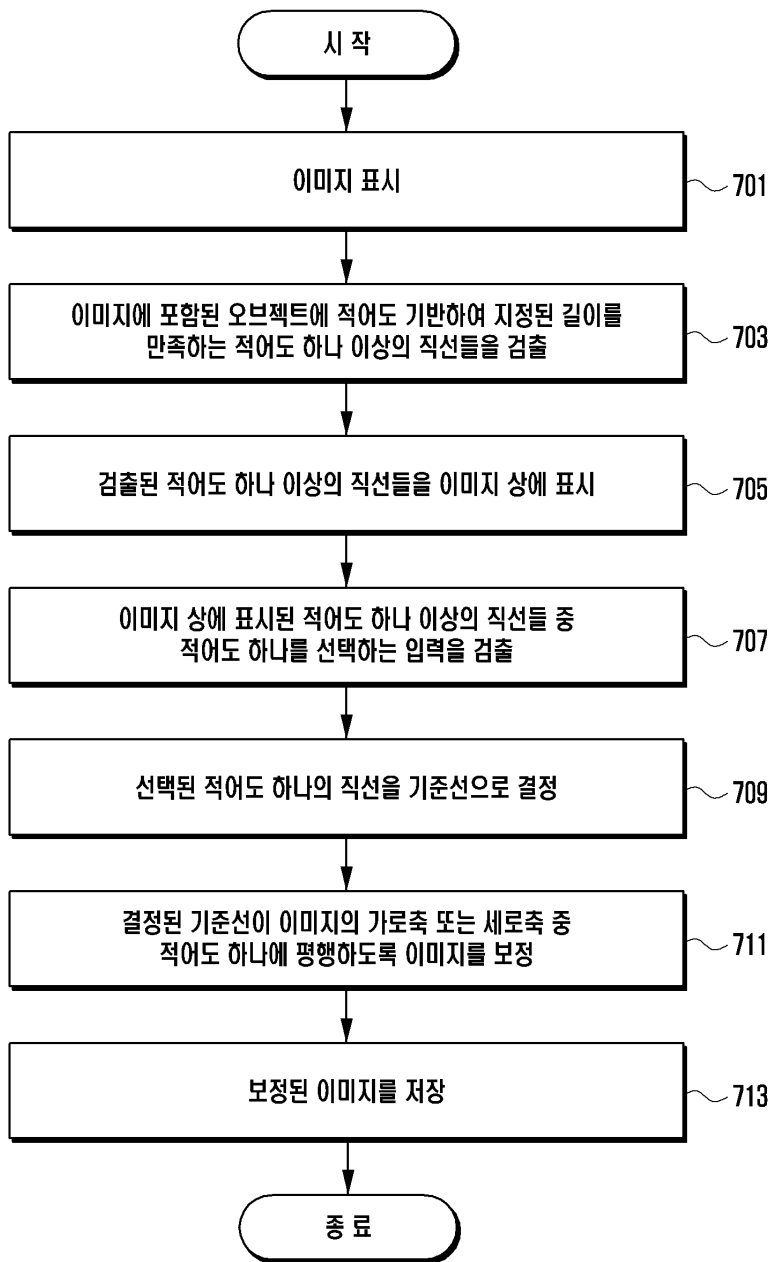 시 작
이미지 표시
701
이미지에 포함된 오브젝트에 적어도 기반하여 지정된 길이를
만족하는 적어도 하나 이상의 직선들을 검출
703
검출된 적어도 하나 이상의 직선들을 이미지 상에 표시
705
이미지 상에 표시된 적어도 하나 이상의 직선들 중
적어도 하나를 선택하는 입력을 검출
707
선택된 적어도 하나의 직선을 기준선으로 결정
709
결정된 기준선이 이미지의 가로축 또는 세로축 중
적어도 하나에 평행하도록 이미지를 보정
711
보정된 이미지를 저장
713
종 료